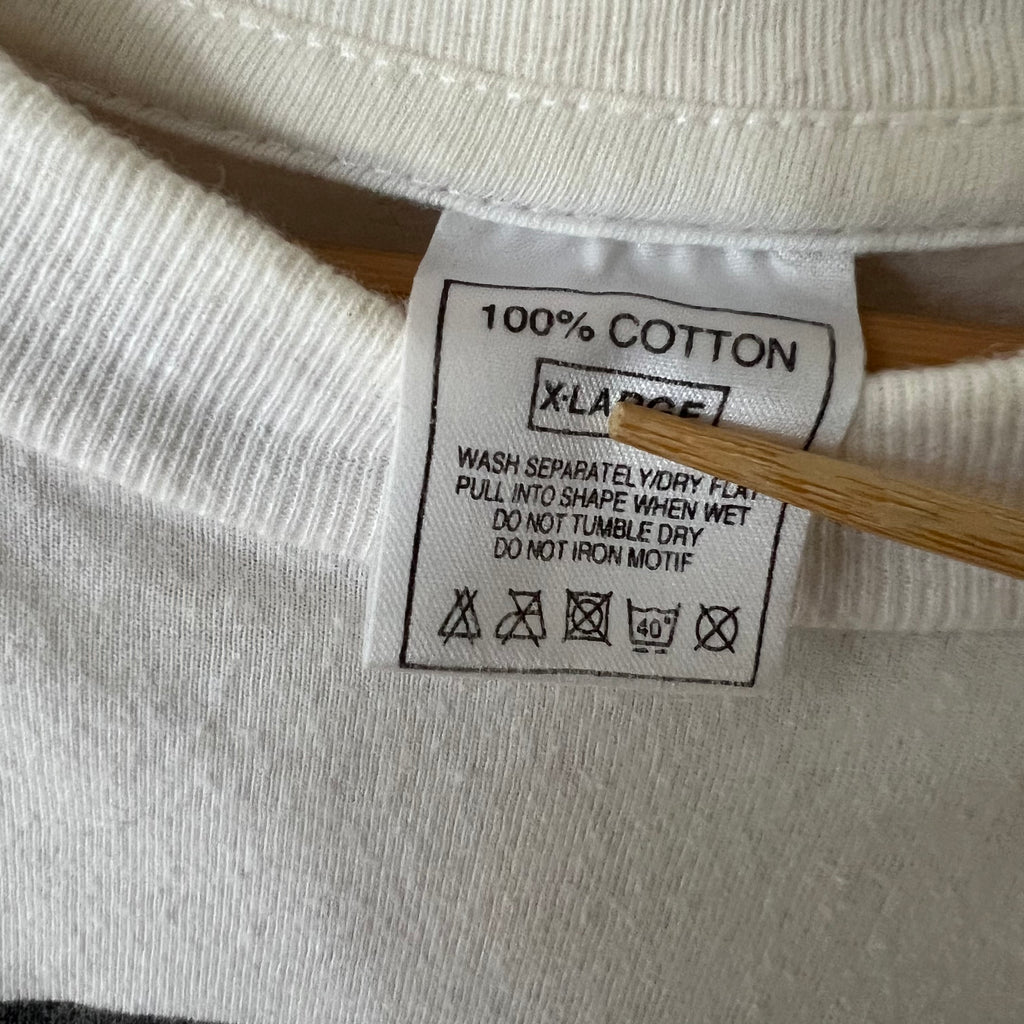 100% COTTON
X-LARGE
WASH SEPARATELY/DRY FLAT
PULL INTO SHAPE WHEN WET
DO NOT TUMBLE DRY
DO NOT IRON MOTIF
40°